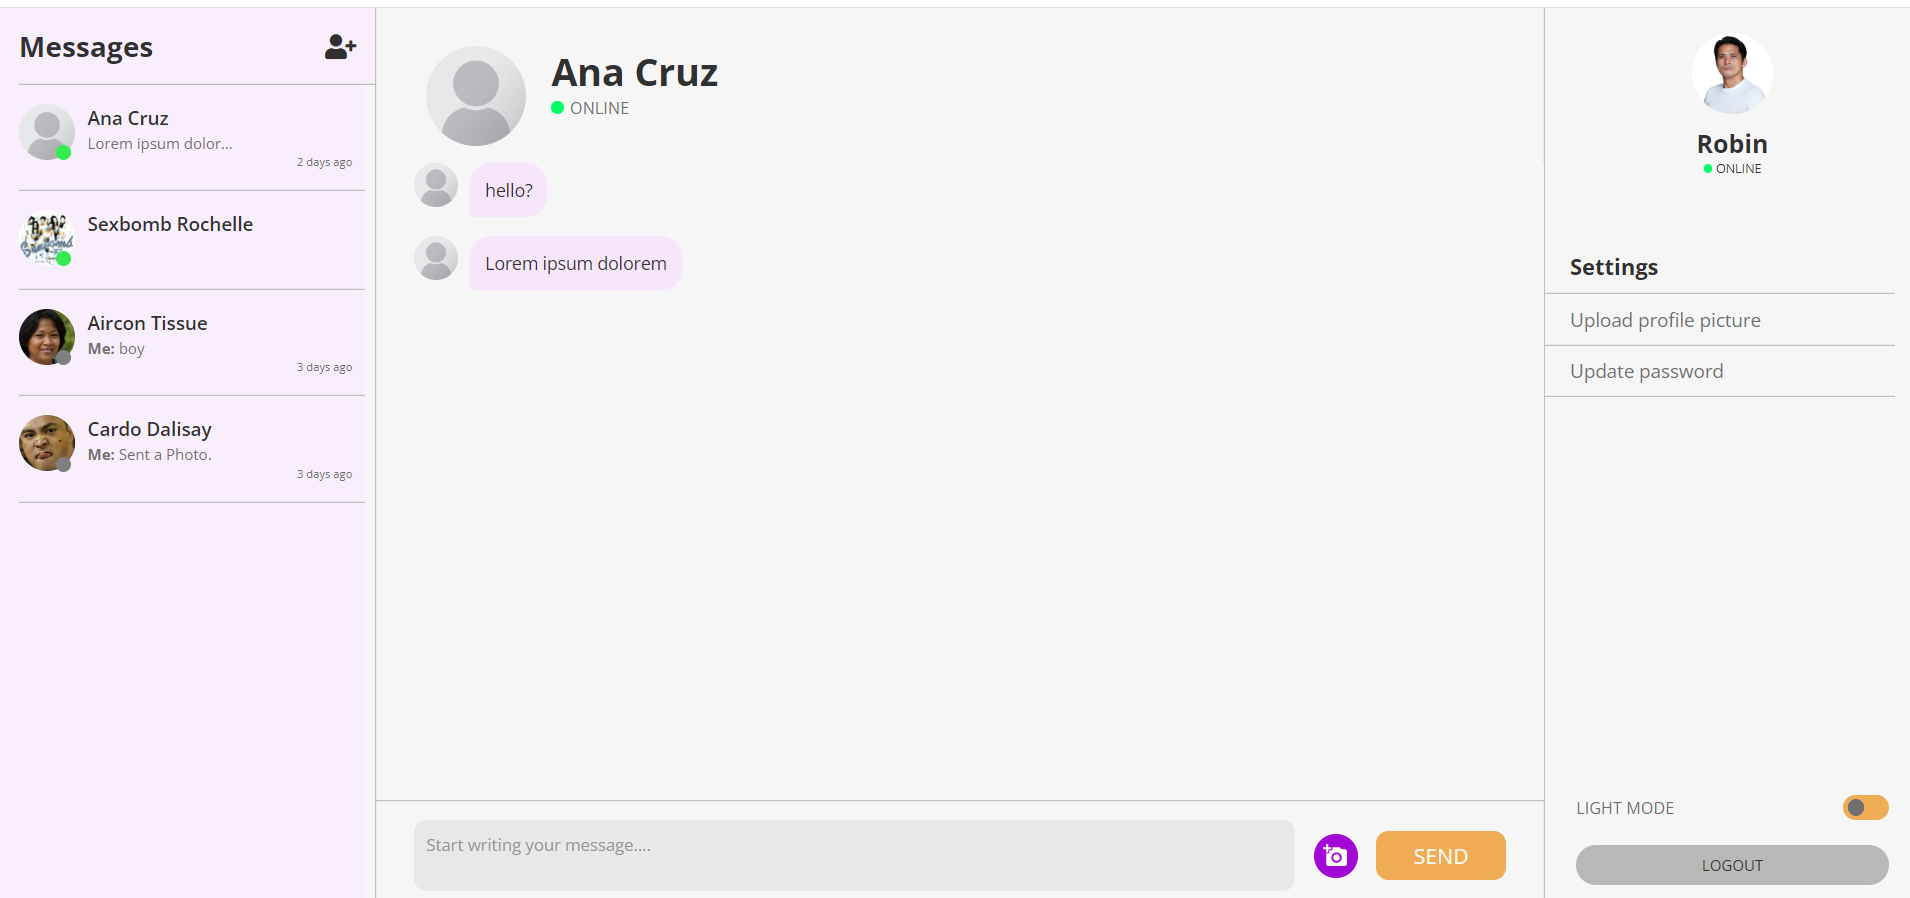 Messages
Ana Cruz
Lorem ipsum dolor...
2 days ago
Sexbomb Rochelle
Aircon Tissue
Me: boy
3 days ago
Cardo Dalisay
Me: Sent a Photo.
3 days ago
Ana Cruz
ONLINE
hello?
Lorem ipsum dolorem
Start writing your message....
SEND
Robin
ONLINE
Settings
Upload profile picture
Update password
LIGHT MODE
LOGOUT